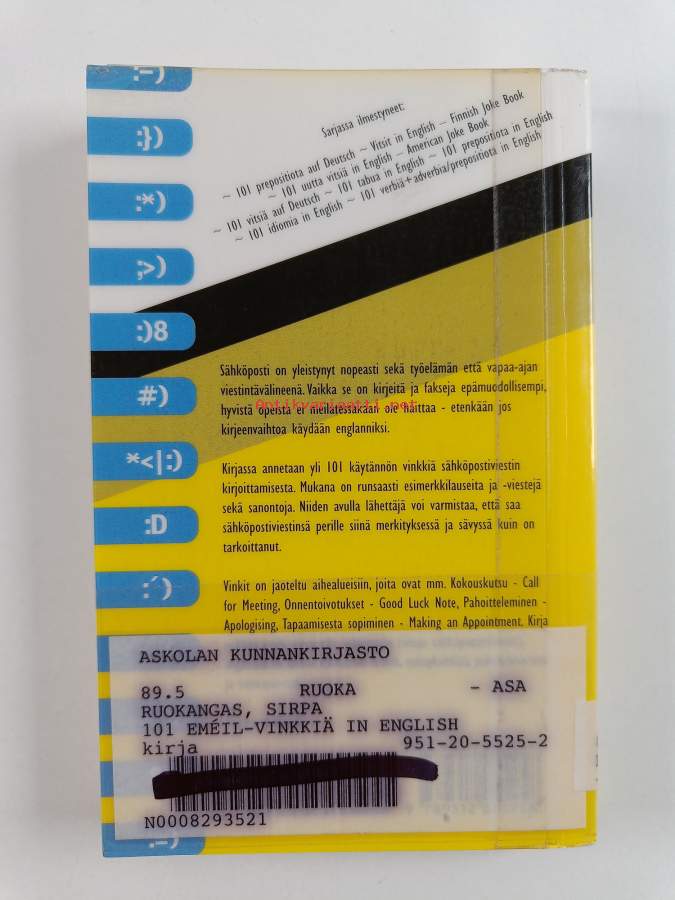 :-)
:{)
:*)
;>)
:)8
#)
*<|:)
:D
:´)
:-)
Sarjassa ilmestyneet:
~ 101 prepositiota auf Deutsch ~ Vitsit in English – Finnish Joke Book
~ 101 uutta vitsiä in English – American Joke Book
~ 101 vitsiä auf Deutsch ~ 101 tabua in English ~ 101 prepositiota in English
~ 101 idiomia in English ~ 101 verbiä+adverbia/prepositiota in English
Sähköposti on yleistynyt nopeasti sekä työelämän että vapaa-ajan
viestintävälineenä. Vaikka se on kirjeitä ja fakseja epämuodollisempi,
hyvistä opeista ei meilatessakaan ole haittaa - etenkään jos
kirjeenvaihtoa käydään englanniksi.
Antikvariaatti.net
Kirjassa annetaan yli 101 käytännön vinkkiä sähköpostiviestin
kirjoittamisesta. Mukana on runsaasti esimerkkilauseita ja -viestejä
sekä sanontoja. Niiden avulla lähettäjä voi varmistaa, että saa
sähköpostiviestinsä perille siinä merkityksessä ja sävyssä kuin on
tarkoittanut.
Vinkit on jaoteltu aihealueisiin, joita ovat mm. Kokouskutsu - Call
for Meeting, Onnentoivotukset - Good Luck Note, Pahoitteleminen -
Apologising, Tapaamisesta sopiminen - Making an Appointment. Kirja
ASKOLAN KUNNANKIRJASTO
89.5 RUOKA - ASA
RUOKANGAS, SIRPA
101 EMÉIL-VINKKIÄ IN ENGLISH
kirja 951-20-5525-2
N0008293521